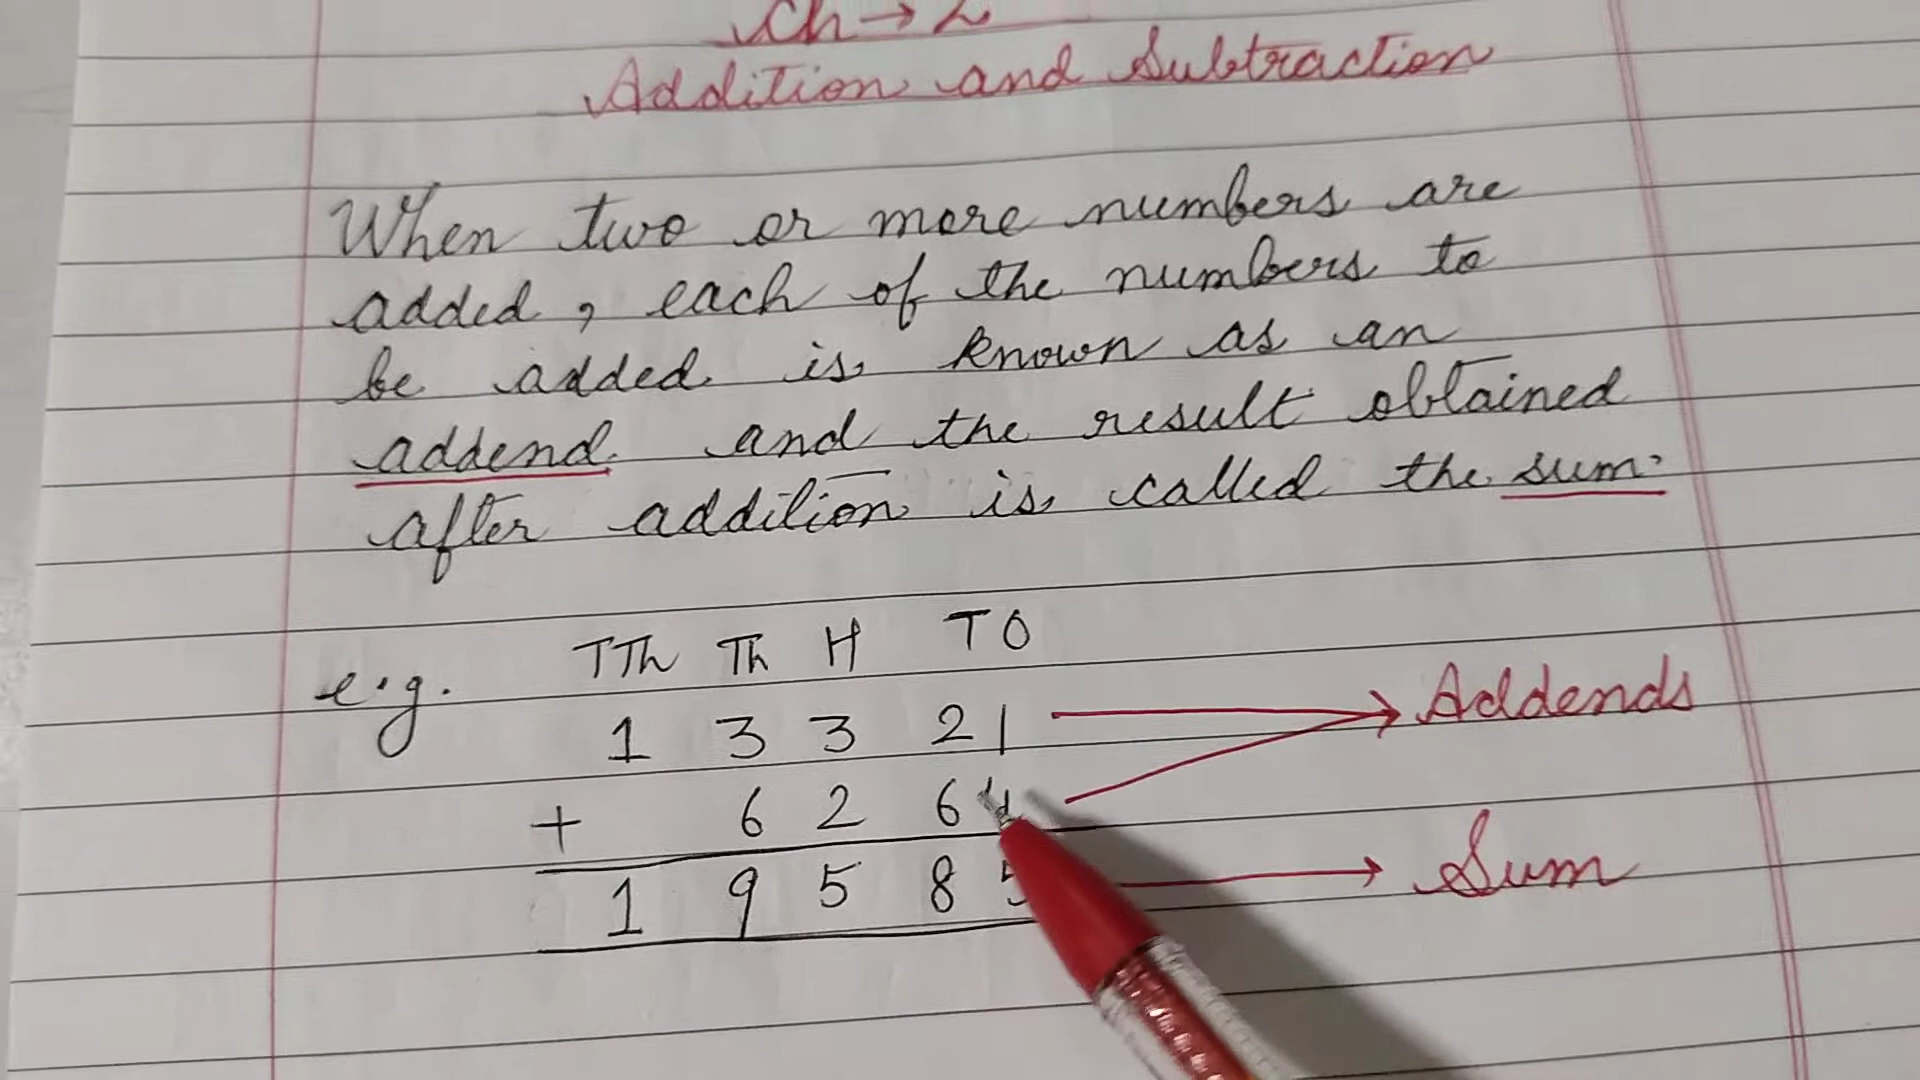 Ch → 2
Addition and Subtraction
When two or more numbers are
added, each of the numbers to
be added is known as an
addend and the result obtained
after addition is called the sum.
e.g. TTh Th H T O
1 3 3 2 1 → Addends
+ 6 2 6 4
1 9 5 8 5 → Sum